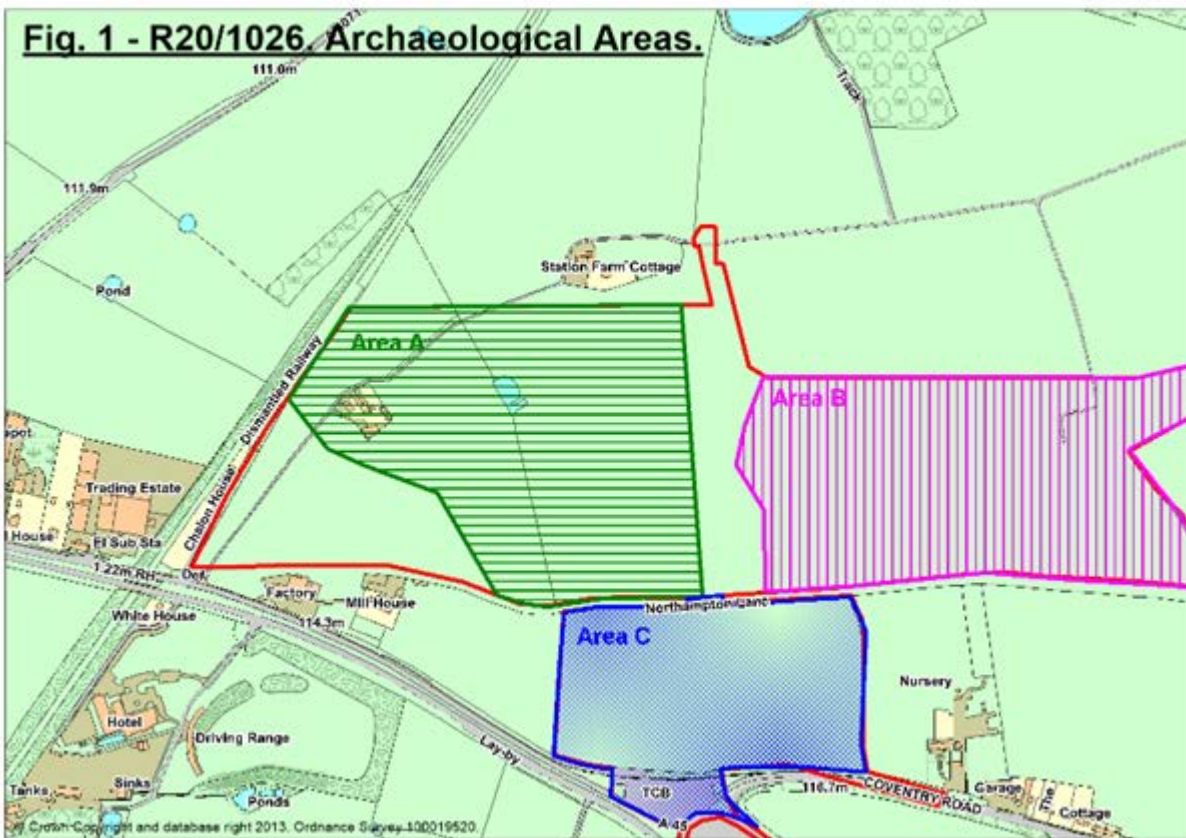 Fig. 1 - R20/1026. Archaeological Areas.
111.0m
Track
111.9m
Station Farm Cottage
Pond
Area A
Dismantled Railway
Area B
Trading Estate
Chalon House
El Sub Sta
House
1.22m RH
Def
Factory
Mill House
Northampton Lane
White House
114.3m
Area C
Nursery
Hotel
Driving Range
Lay-by
Tanks
Sinks
Ponds
TCB
116.7m
COVENTRY ROAD
Garage
The Cottage
A 45
Crown Copyright and database right 2013. Ordnance Survey 100019520.